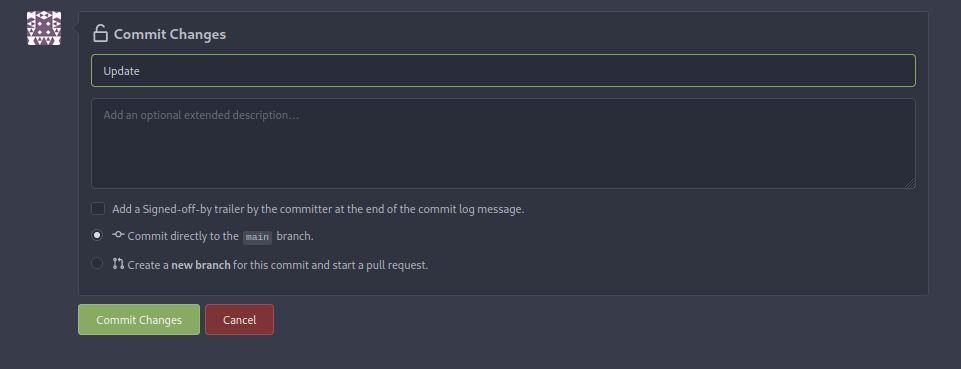 Commit Changes
Update
Add an optional extended description...
Add a Signed-off-by trailer by the committer at the end of the commit log message.
Commit directly to the main branch.
Create a new branch for this commit and start a pull request.
Commit Changes
Cancel